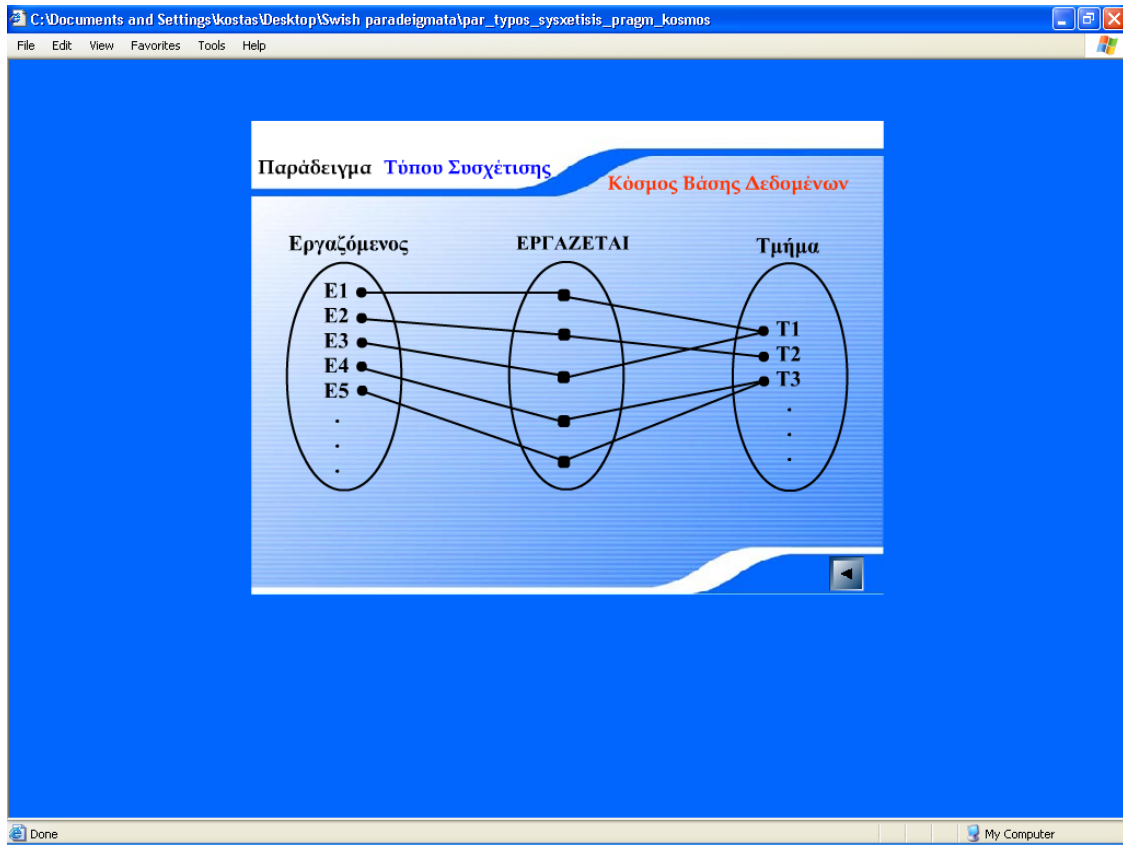 C:\Documents and Settings\kostas\Desktop\Swish paradeigmata\par_typos_sysxetisis_pragm_kosmos
File Edit View Favorites Tools Help
Παράδειγμα Τύπου Συσχέτισης
Κόσμος Βάσης Δεδομένων
Εργαζόμενος ΕΡΓΑΖΕΤΑΙ Τμήμα
Ε1
Ε2
Ε3
Ε4
Ε5
.
.
.
Τ1
Τ2
Τ3
.
.
.
Done
My Computer